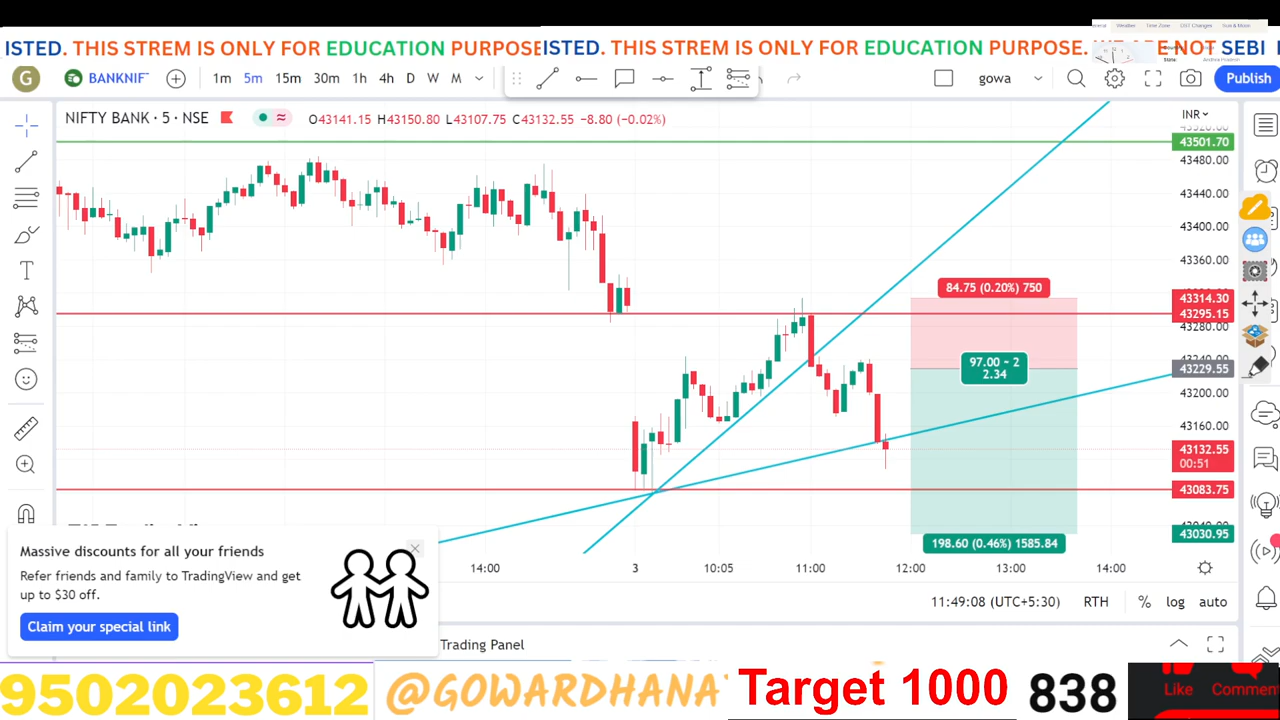 ISTED. THIS STREM IS ONLY FOR EDUCATION PURPOSE
ISTED. THIS STREM IS ONLY FOR EDUCATION PURPOSE. WE ARE NOT SEBI
G BANKNIF 1m 5m 15m 30m 1h 4h D W M gowa Publish
NIFTY BANK · 5 · NSE O43141.15 H43150.80 L43107.75 C43132.55 −8.80 (−0.02%)
INR
43501.70
43480.00
43440.00
43400.00
43360.00
84.75 (0.20%) 750
43314.30
43295.15
43280.00
97.00 ~ 2
2.34
43229.55
43200.00
43160.00
43132.55
00:51
43083.75
43030.95
198.60 (0.46%) 1585.84
14:00 3 10:05 11:00 12:00 13:00 14:00
11:49:08 (UTC+5:30) RTH % log auto
Massive discounts for all your friends
Refer friends and family to TradingView and get
up to $30 off.
Claim your special link
Trading Panel
9502023612
Target 1000
838
Like Commen